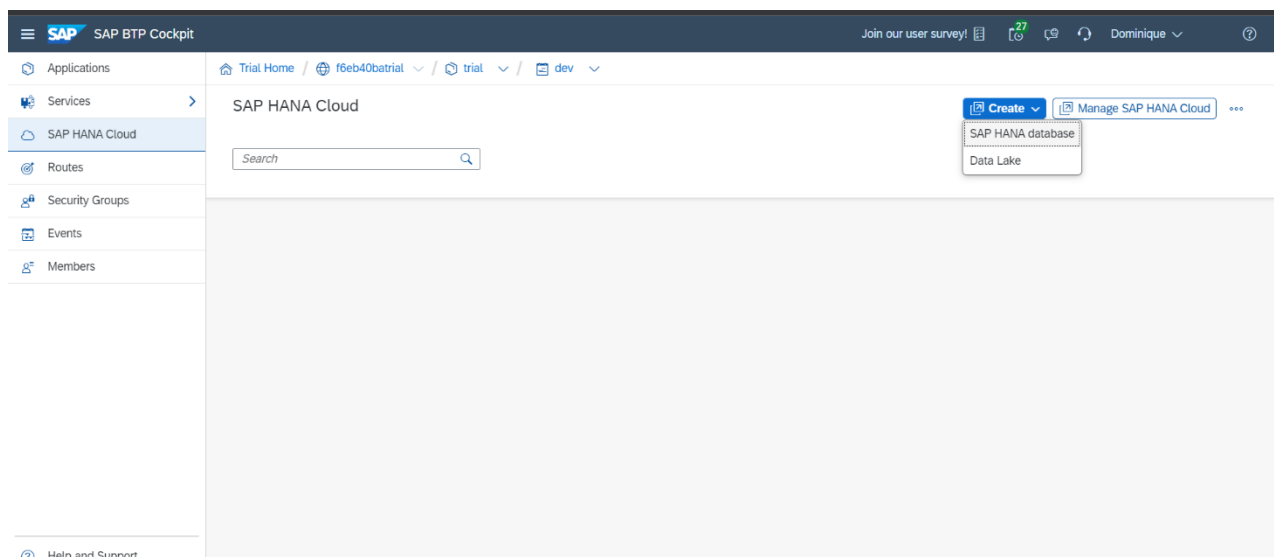 SAP SAP BTP Cockpit
Join our user survey! 27 Dominique
Applications
Trial Home / f6eb40batrial / trial / dev
Services
SAP HANA Cloud
Create Manage SAP HANA Cloud
SAP HANA Cloud
SAP HANA database
Search
Data Lake
Routes
Security Groups
Events
Members
Help and Support